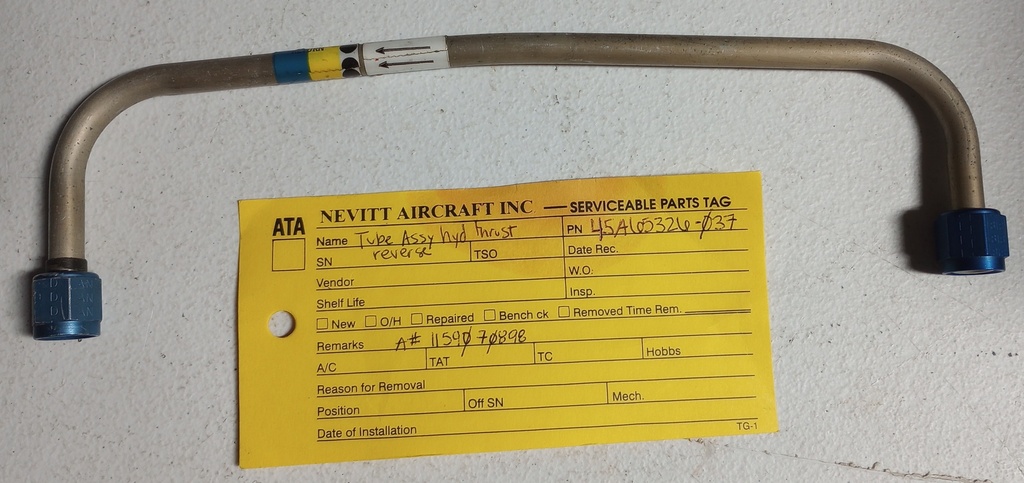 ATA
NEVITT AIRCRAFT INC — SERVICEABLE PARTS TAG
Name Tube Assy hyd thrust reverse
PN 45A65326-037
SN
TSO
Date Rec.
Vendor
W.O.
Shelf Life
Insp.
☐ New ☐ O/H ☐ Repaired ☐ Bench ck ☐ Removed Time Rem.
Remarks A# 1159070898
A/C
TAT
TC
Hobbs
Reason for Removal
Position
Off SN
Mech.
Date of Installation
TG-1